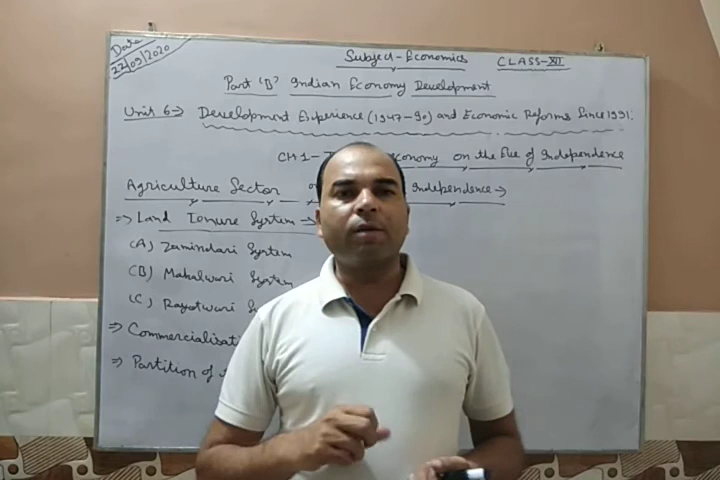 Date
22/09/2020
Subject-Economics CLASS-XII
Part 'B' Indian Economy Development
Unit 6 → Development Experience (1947-90) and Economic Reforms Since 1991.
CH 1 - Economy on the Eve of Independence
Agriculture Sector Independence →
⇒ Land Tenure System →
(A) Zamindari System
(B) Mahalwari System
(C) Rayotwari
⇒
⇒ Partition of